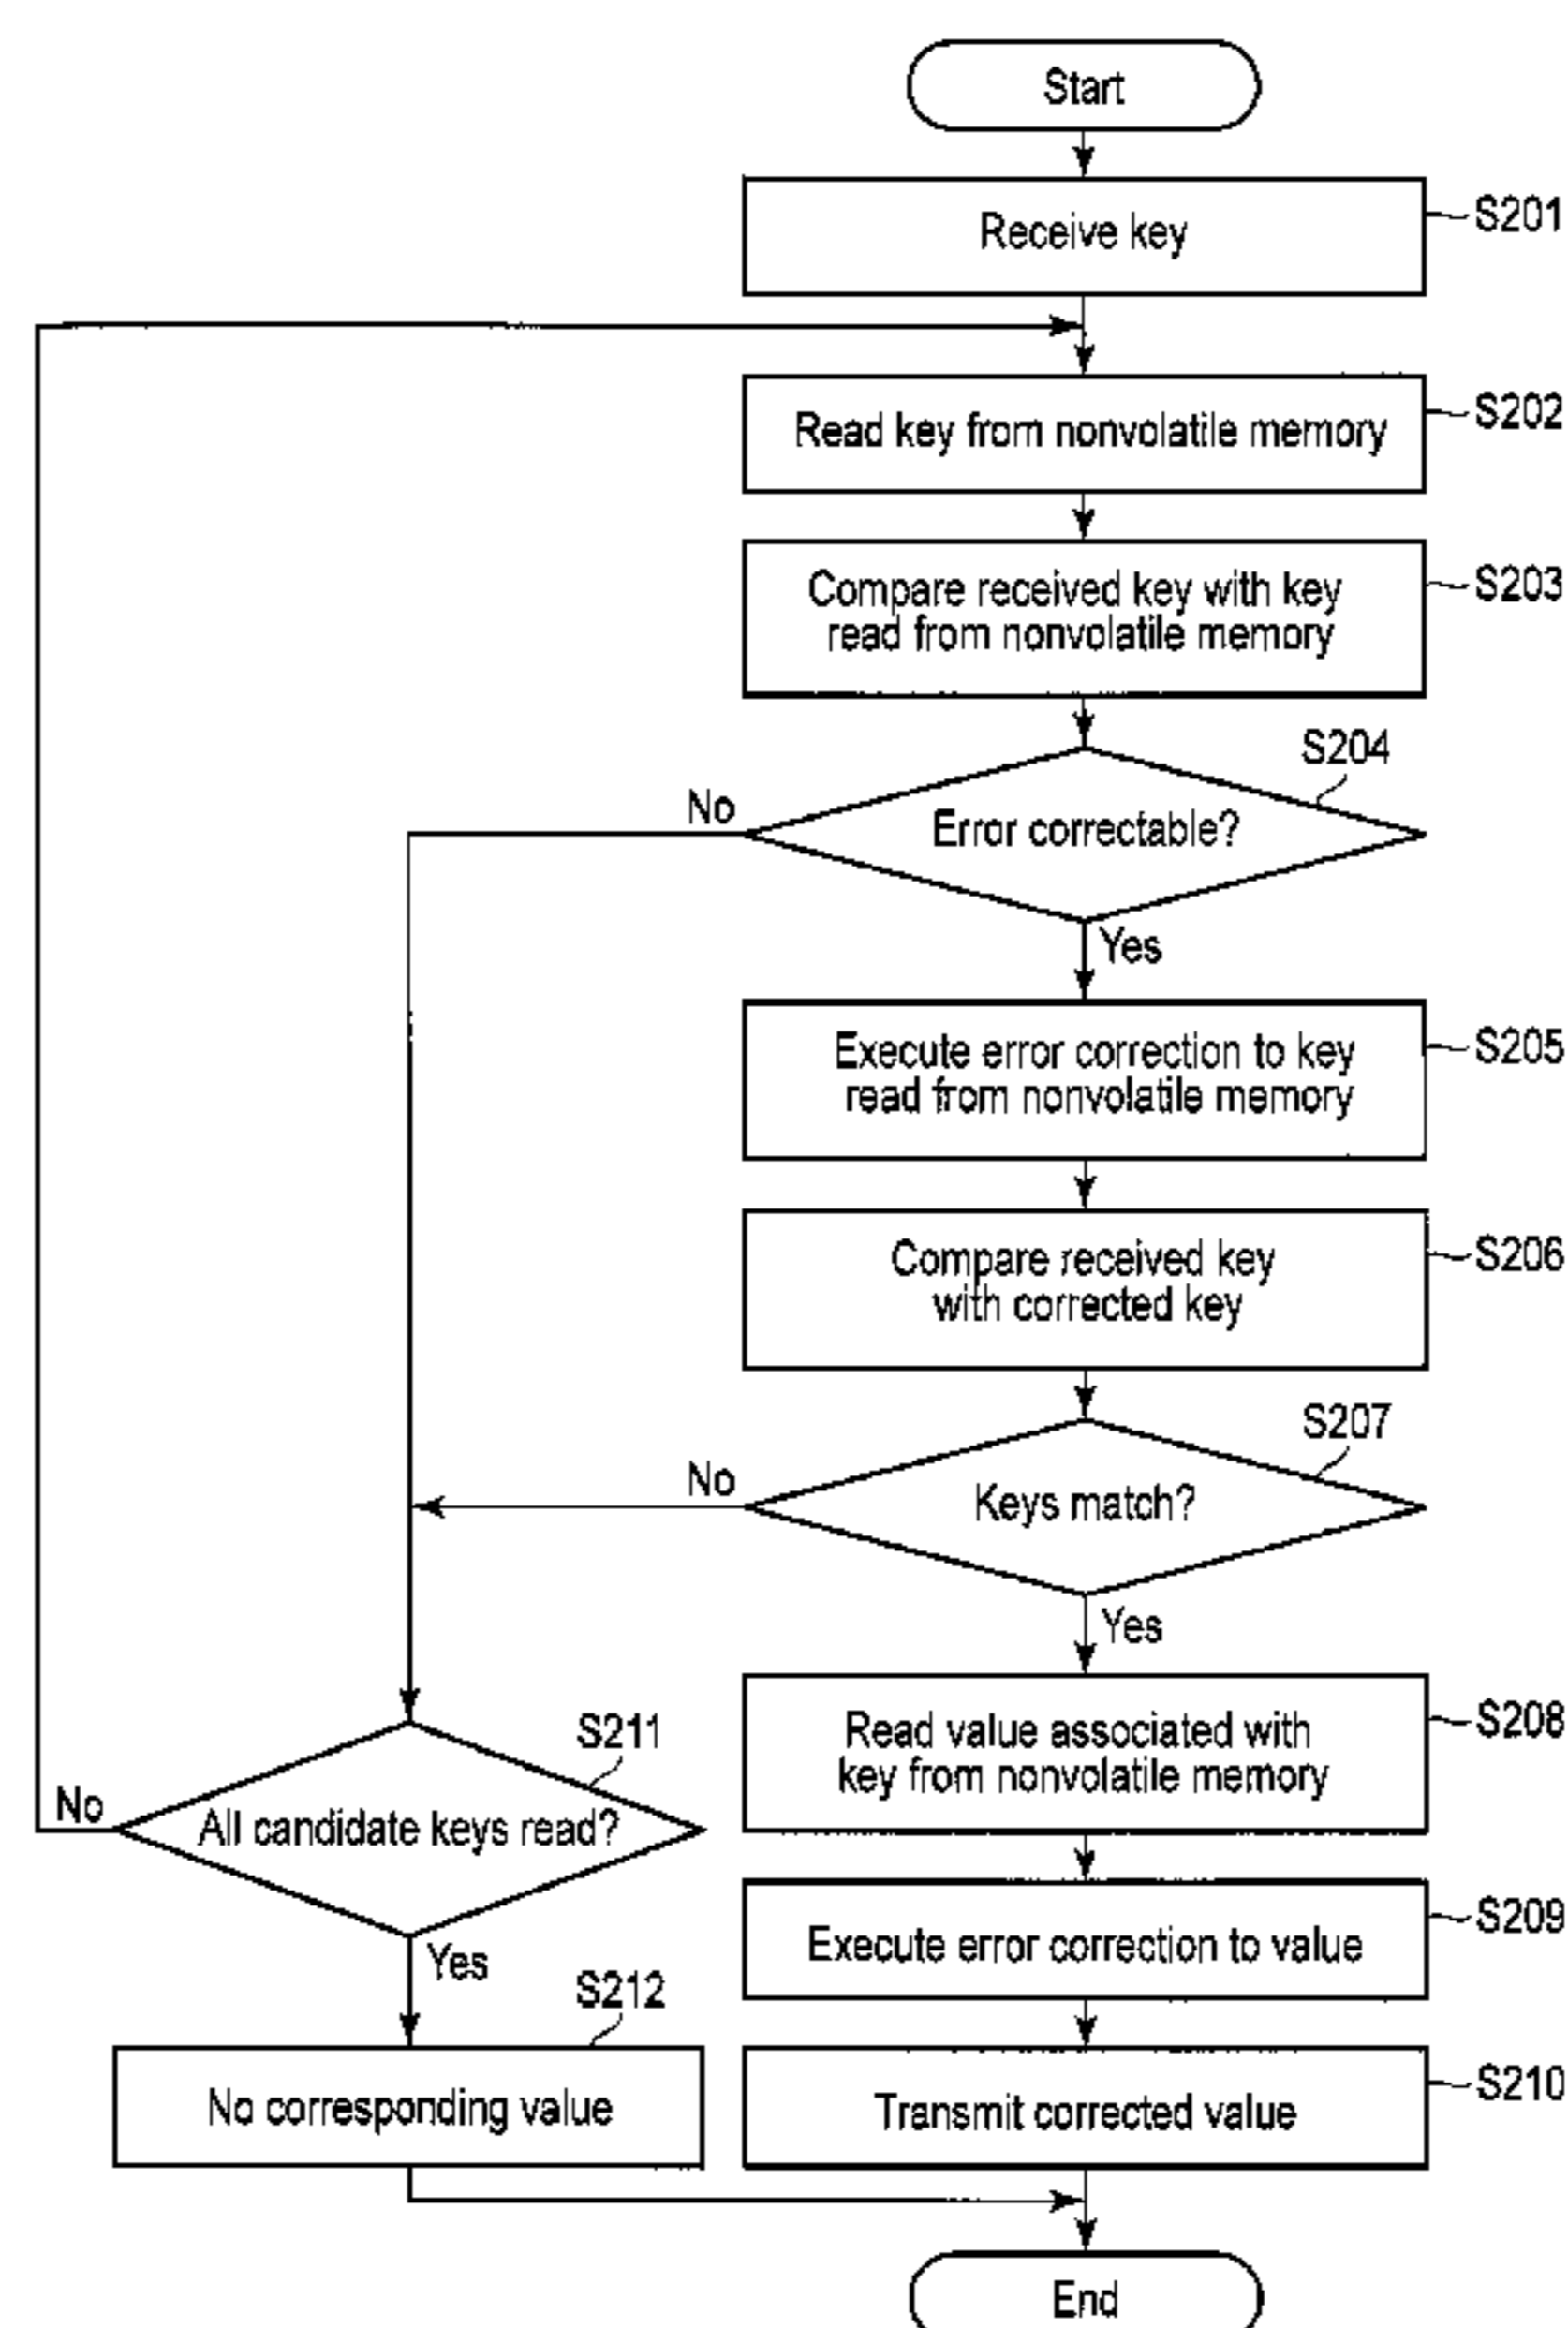 Start
Receive key
S201
Read key from nonvolatile memory
S202
Compare received key with key
read from nonvolatile memory
S203
S204
No
Error correctable?
Yes
Execute error correction to key
read from nonvolatile memory
S205
Compare received key
with corrected key
S206
S207
No
Keys match?
Yes
Read value associated with
key from nonvolatile memory
S208
S211
No
All candidate keys read?
Yes
Execute error correction to value
S209
S212
No corresponding value
Transmit corrected value
S210
End